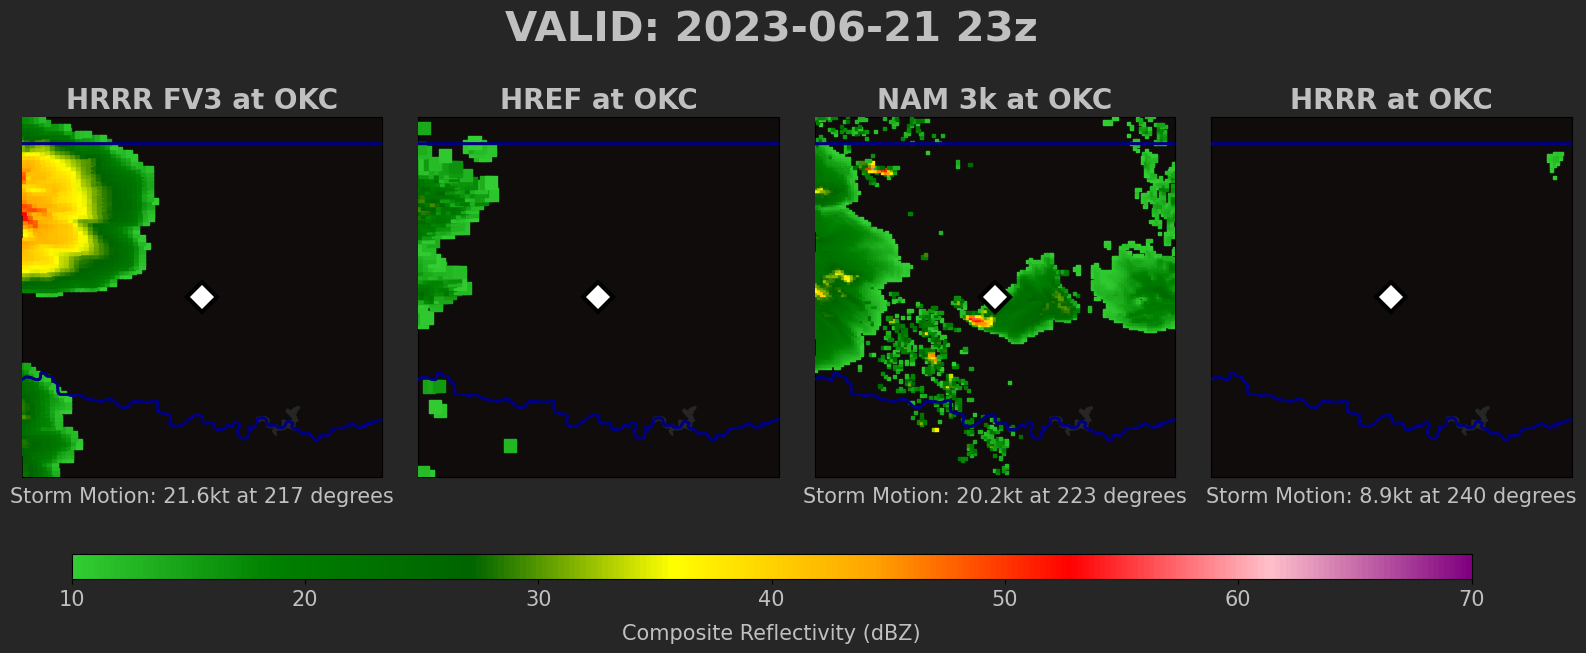 VALID: 2023-06-21 23z
HRRR FV3 at OKC
HREF at OKC
NAM 3k at OKC
HRRR at OKC
Storm Motion: 21.6kt at 217 degrees
Storm Motion: 20.2kt at 223 degrees
Storm Motion: 8.9kt at 240 degrees
10 20 30 40 50 60 70
Composite Reflectivity (dBZ)